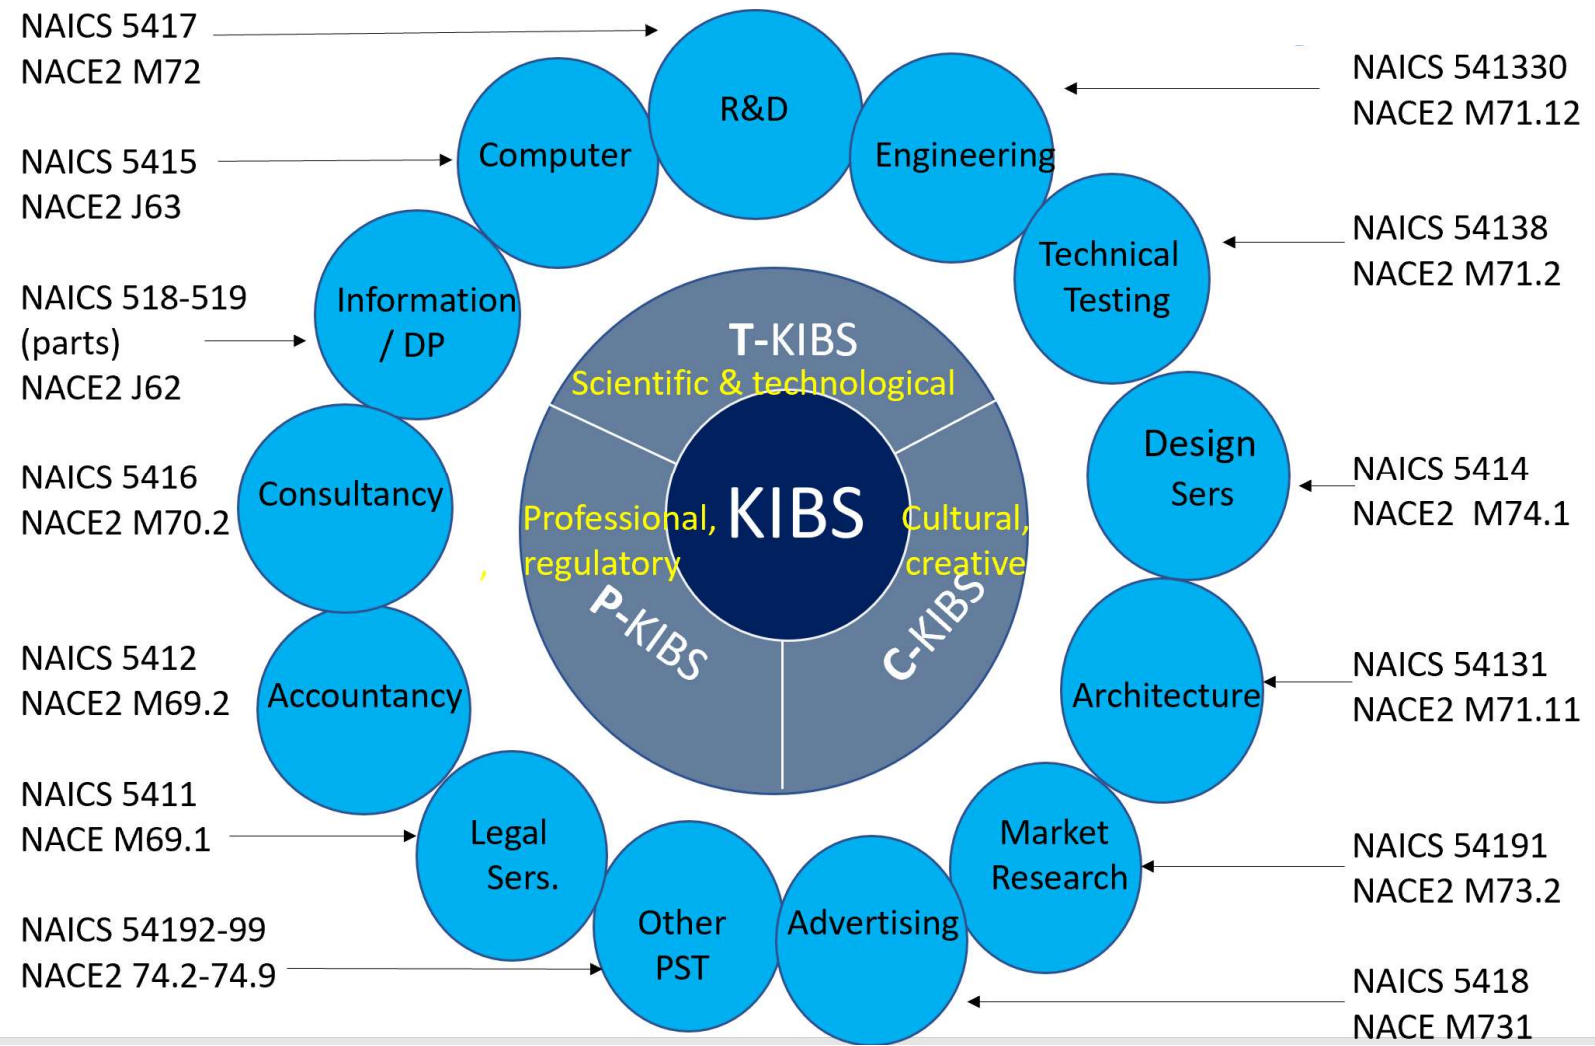 NAICS 5417
NACE2 M72
NAICS 5415
NACE2 J63
NAICS 518-519
(parts)
NACE2 J62
NAICS 5416
NACE2 M70.2
NAICS 5412
NACE2 M69.2
NAICS 5411
NACE M69.1
NAICS 54192-99
NACE2 74.2-74.9
R&D
Computer
Engineering
Information
/ DP
Technical
Testing
Consultancy
Design
Sers
Accountancy
Architecture
Legal
Sers.
Market
Research
Other
PST
Advertising
T-KIBS
Scientific & technological
KIBS
Professional,
regulatory
,
P-KIBS
Cultural,
creative
C-KIBS
NAICS 541330
NACE2 M71.12
NAICS 54138
NACE2 M71.2
NAICS 5414
NACE2  M74.1
NAICS 54131
NACE2 M71.11
NAICS 54191
NACE2 M73.2
NAICS 5418
NACE M731